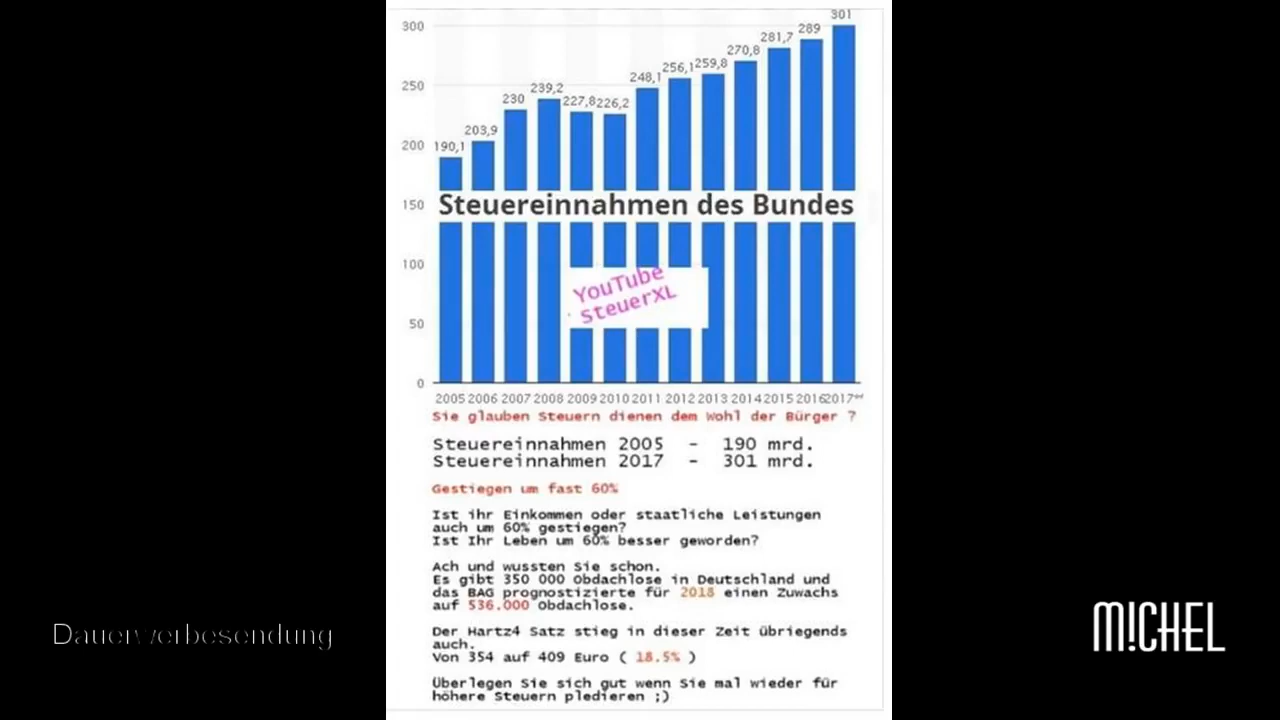 301
300
289
281,7
270,8
256,1
259,8
248,1
250
239,2
230
227,8
226,2
203,9
200
190,1
150
Steuereinnahmen des Bundes
100
YouTube
SteuerXL
50
0
2005 2006 2007 2008 2009 2010 2011 2012 2013 2014 2015 2016 2017
Sie glauben Steuern dienen dem Wohl der Bürger ?
Steuereinnahmen 2005 - 190 mrd.
Steuereinnahmen 2017 - 301 mrd.
Gestiegen um fast 60%
Ist ihr Einkommen oder staatliche Leistungen
auch um 60% gestiegen?
Ist Ihr Leben um 60% besser geworden?
Ach und wussten Sie schon.
Es gibt 350 000 Obdachlose in Deutschland und
das BAG prognostizierte für 2018 einen Zuwachs
auf 536.000 Obdachlose.
Der Hartz4 Satz stieg in dieser Zeit übriegends
auch.
Von 354 auf 409 Euro ( 18.5% )
Überlegen Sie sich gut wenn Sie mal wieder für
höhere Steuern pledieren ;)
Dauerwerbesendung
M!CHEL